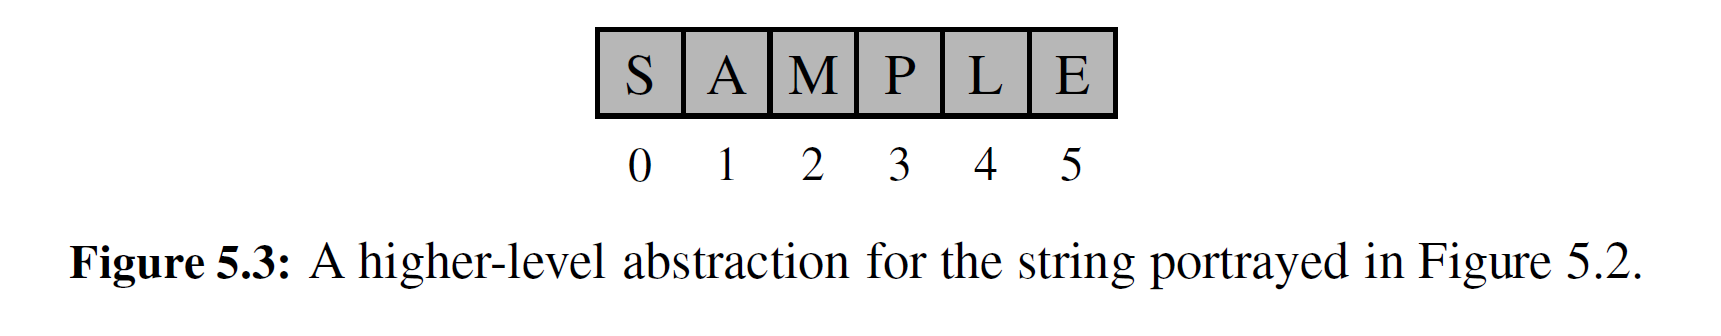 S A M P L E
0 1 2 3 4 5
Figure 5.3: A higher-level abstraction for the string portrayed in Figure 5.2.